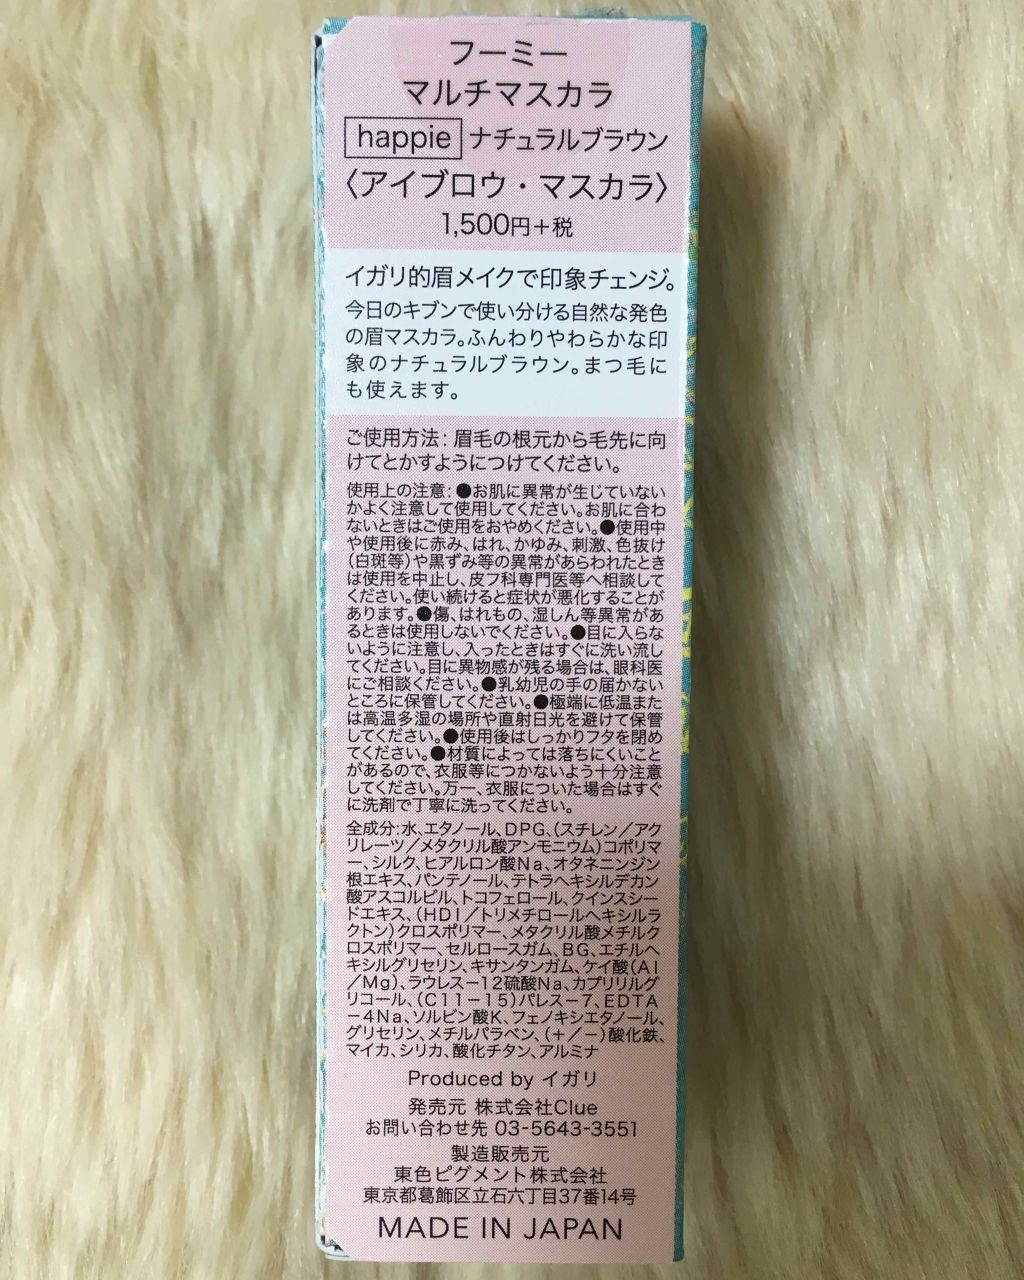 フーミー
マルチマスカラ
happie ナチュラルブラウン
〈アイブロウ・マスカラ〉
1,500円＋税
イガリ的眉メイクで印象チェンジ。
今日のキブンで使い分ける自然な発色
の眉マスカラ。ふんわりやわらかな印
象のナチュラルブラウン。まつ毛に
も使えます。
ご使用方法：眉毛の根元から毛先に向
けてとかすようにつけてください。
使用上の注意：●お肌に異常が生じていない
かよく注意して使用してください。お肌に合わ
ないときはご使用をおやめください。●使用中
や使用後に赤み、はれ、かゆみ、刺激、色抜け
(白斑等)や黒ずみ等の異常があらわれたとき
は使用を中止し、皮フ科専門医等へ相談して
ください。使い続けると症状が悪化することが
あります。●傷、はれもの、湿しん等異常があ
るときは使用しないでください。●目に入らな
いように注意し、入ったときはすぐに洗い流し
てください。目に異物感が残る場合は、眼科医
にご相談ください。●乳幼児の手の届かない
ところに保管してください。●極端に低温また
は高温多湿の場所や直射日光を避けて保管
してください。●使用後はしっかりフタを閉め
てください。●材質によっては落ちにくいこと
があるので、衣服等につかないよう十分注意
してください。万一、衣服についた場合はすぐ
に洗剤で丁寧に洗ってください。
全成分：水、エタノール、DPG、(スチレン／アク
リレーツ／メタクリル酸アンモニウム)コポリマ
ー、シルク、ヒアルロン酸Na、オタネニンジン
根エキス、パンテノール、テトラヘキシルデカン
酸アスコルビル、トコフェロール、クインスシー
ドエキス、(HDI／トリメチロールヘキシルラ
クトン)クロスポリマー、メタクリル酸メチルク
ロスポリマー、セルロースガム、BG、エチルヘ
キシルグリセリン、キサンタンガム、ケイ酸(Al
／Mg)、ラウレス－12硫酸Na、カプリリルグ
リコール、(C11－15)パレス－7、EDTA
－4Na、ソルビン酸K、フェノキシエタノール、
グリセリン、メチルパラベン、(＋／－)酸化鉄、
マイカ、シリカ、酸化チタン、アルミナ
Produced by イガリ
発売元 株式会社Clue
お問い合わせ先 03-5643-3551
製造販売元
東色ピグメント株式会社
東京都葛飾区立石六丁目37番14号
MADE IN JAPAN